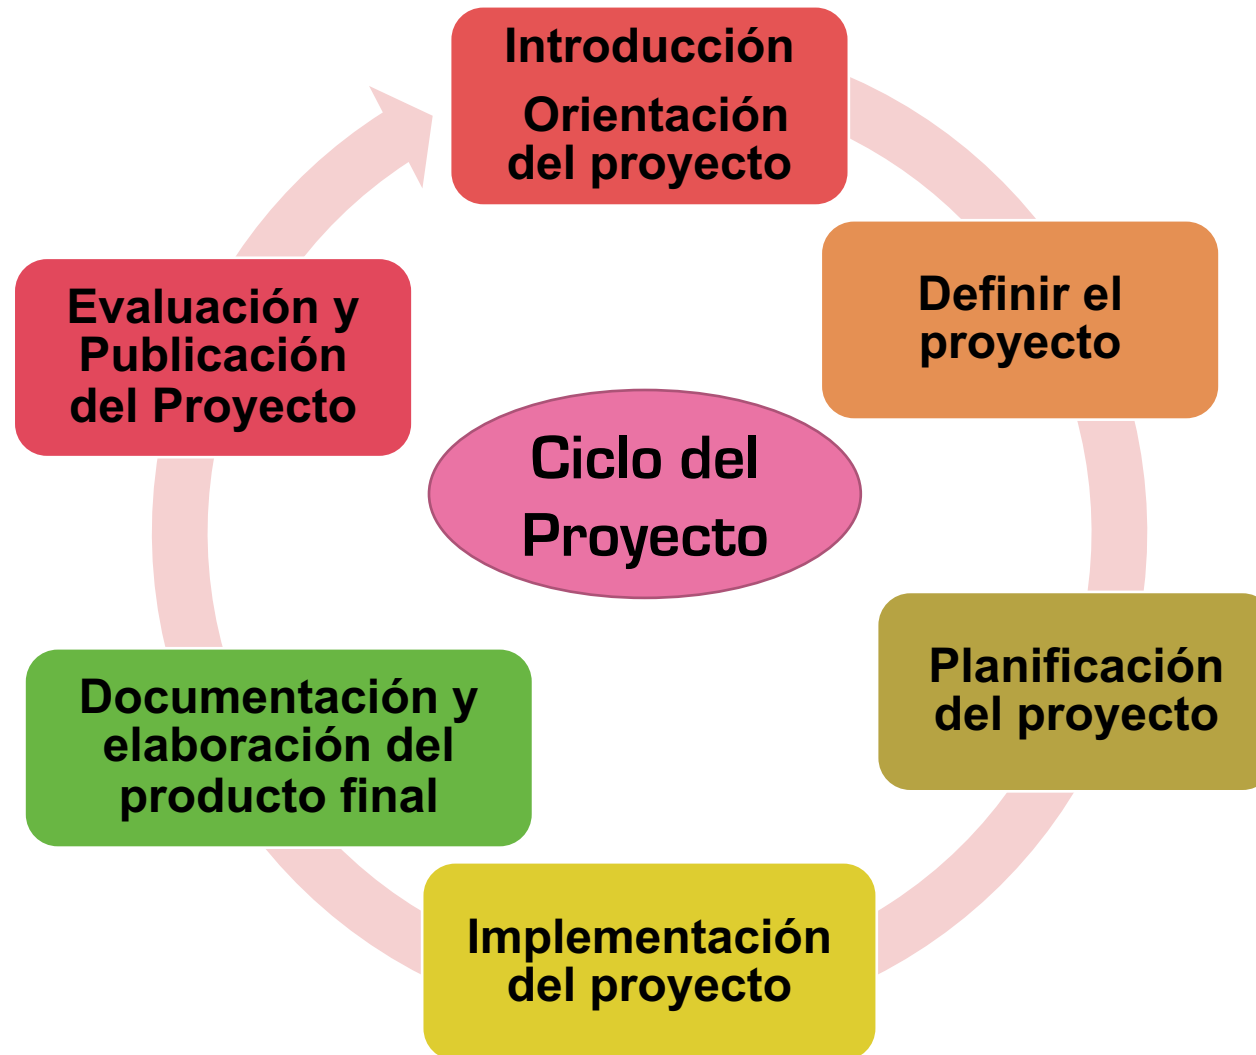 Introducción
Orientación
del proyecto
Definir el
proyecto
Evaluación y
Publicación
del Proyecto
Ciclo del
Proyecto
Planificación
del proyecto
Documentación y
elaboración del
producto final
Implementación
del proyecto